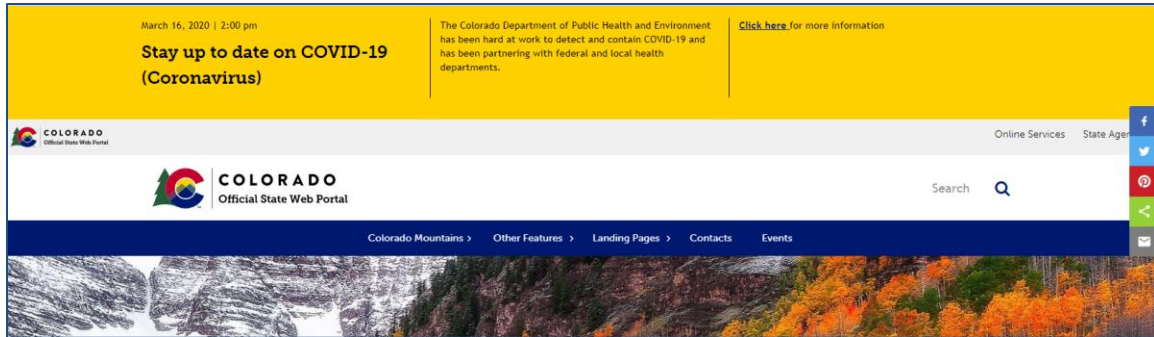 March 16, 2020 | 2:00 pm
Stay up to date on COVID-19
(Coronavirus)
The Colorado Department of Public Health and Environment
has been hard at work to detect and contain COVID-19 and
has been partnering with federal and local health
departments.
Click here for more information
COLORADO
Official State Web Portal
Online Services
State Agen
COLORADO
Official State Web Portal
Search
Colorado Mountains >
Other Features >
Landing Pages >
Contacts
Events